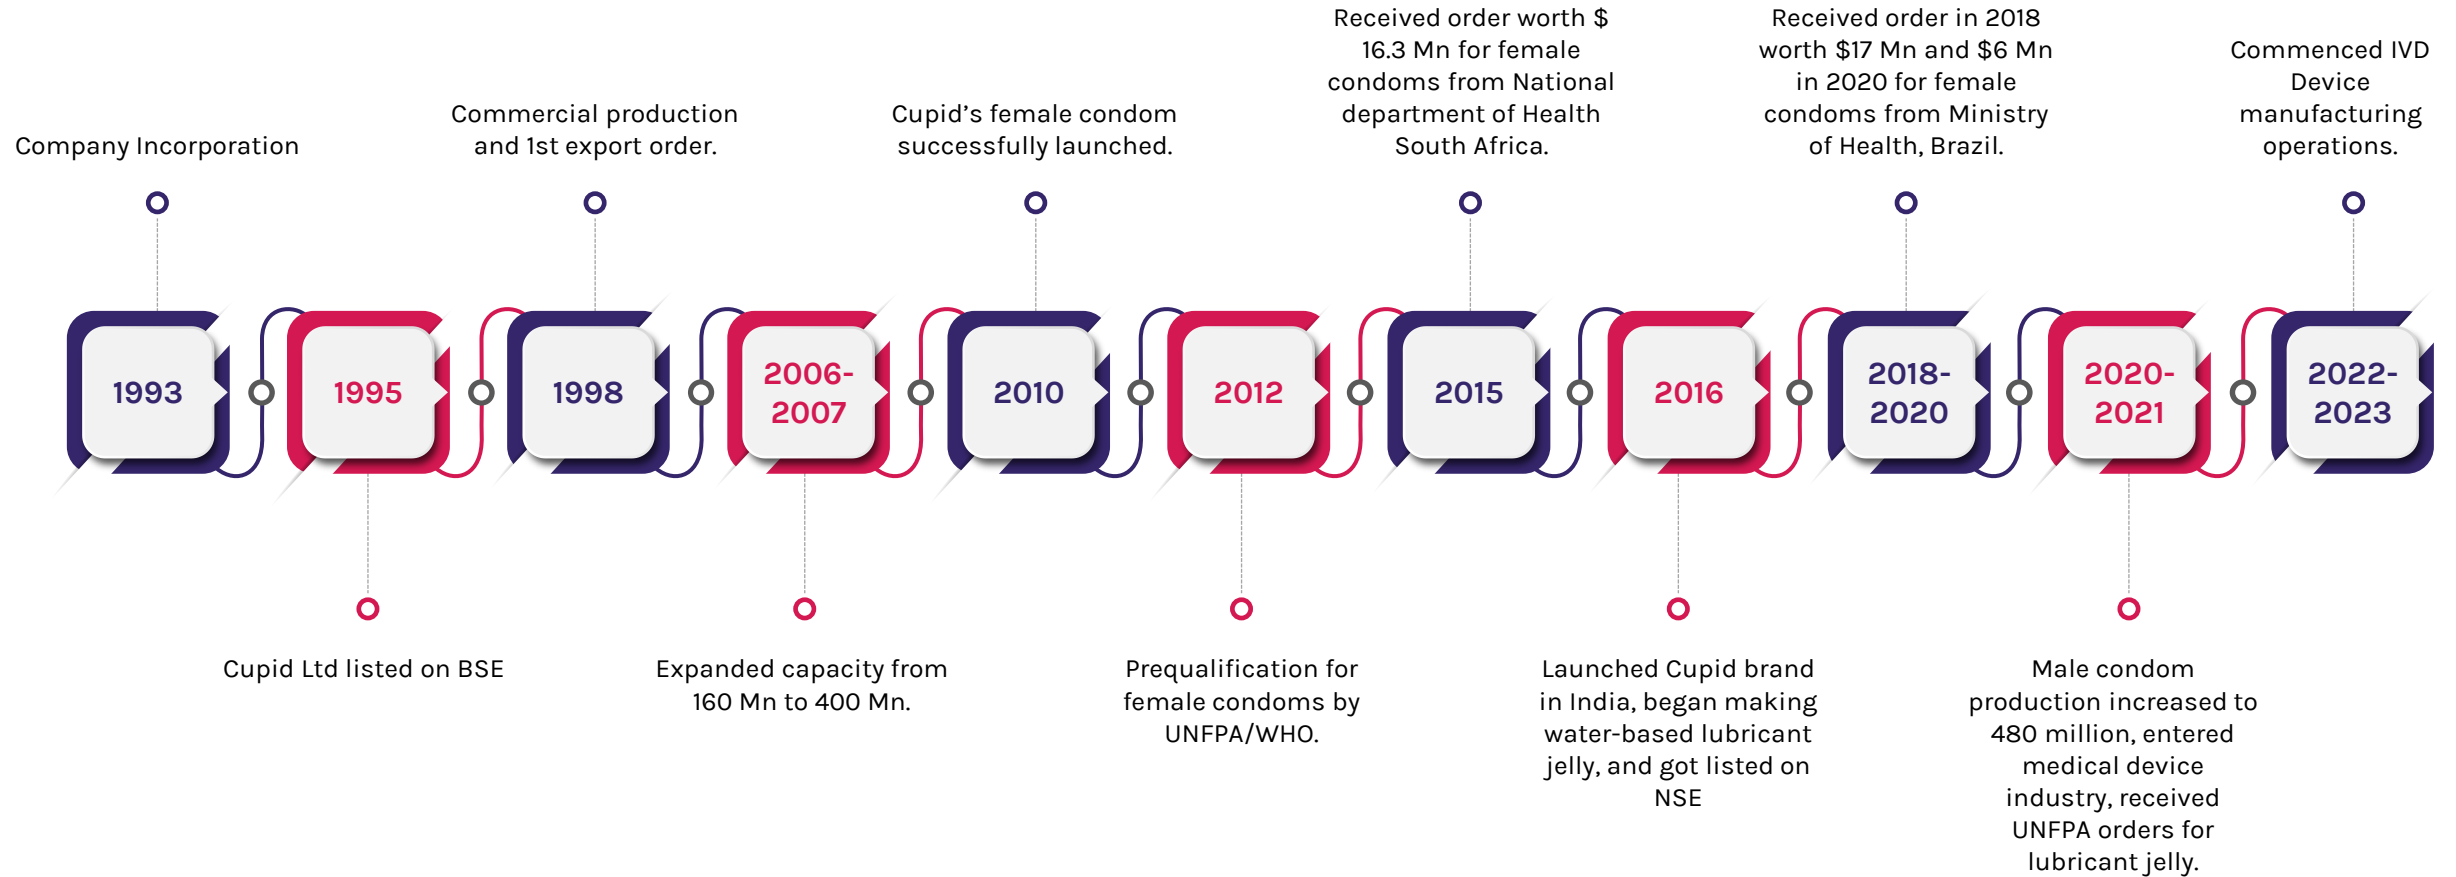 Company Incorporation
Commercial production
and 1st export order.
Cupid’s female condom
successfully launched.
Received order worth $
16.3 Mn for female
condoms from National
department of Health
South Africa.
Received order in 2018
worth $17 Mn and $6 Mn
in 2020 for female
condoms from Ministry
of Health, Brazil.
Commenced IVD
Device
manufacturing
operations.
1993
1995
1998
2006-
2007
2010
2012
2015
2016
2018-
2020
2020-
2021
2022-
2023
Cupid Ltd listed on BSE
Expanded capacity from
160 Mn to 400 Mn.
Prequalification for
female condoms by
UNFPA/WHO.
Launched Cupid brand
in India, began making
water-based lubricant
jelly, and got listed on
NSE
Male condom
production increased to
480 million, entered
medical device
industry, received
UNFPA orders for
lubricant jelly.